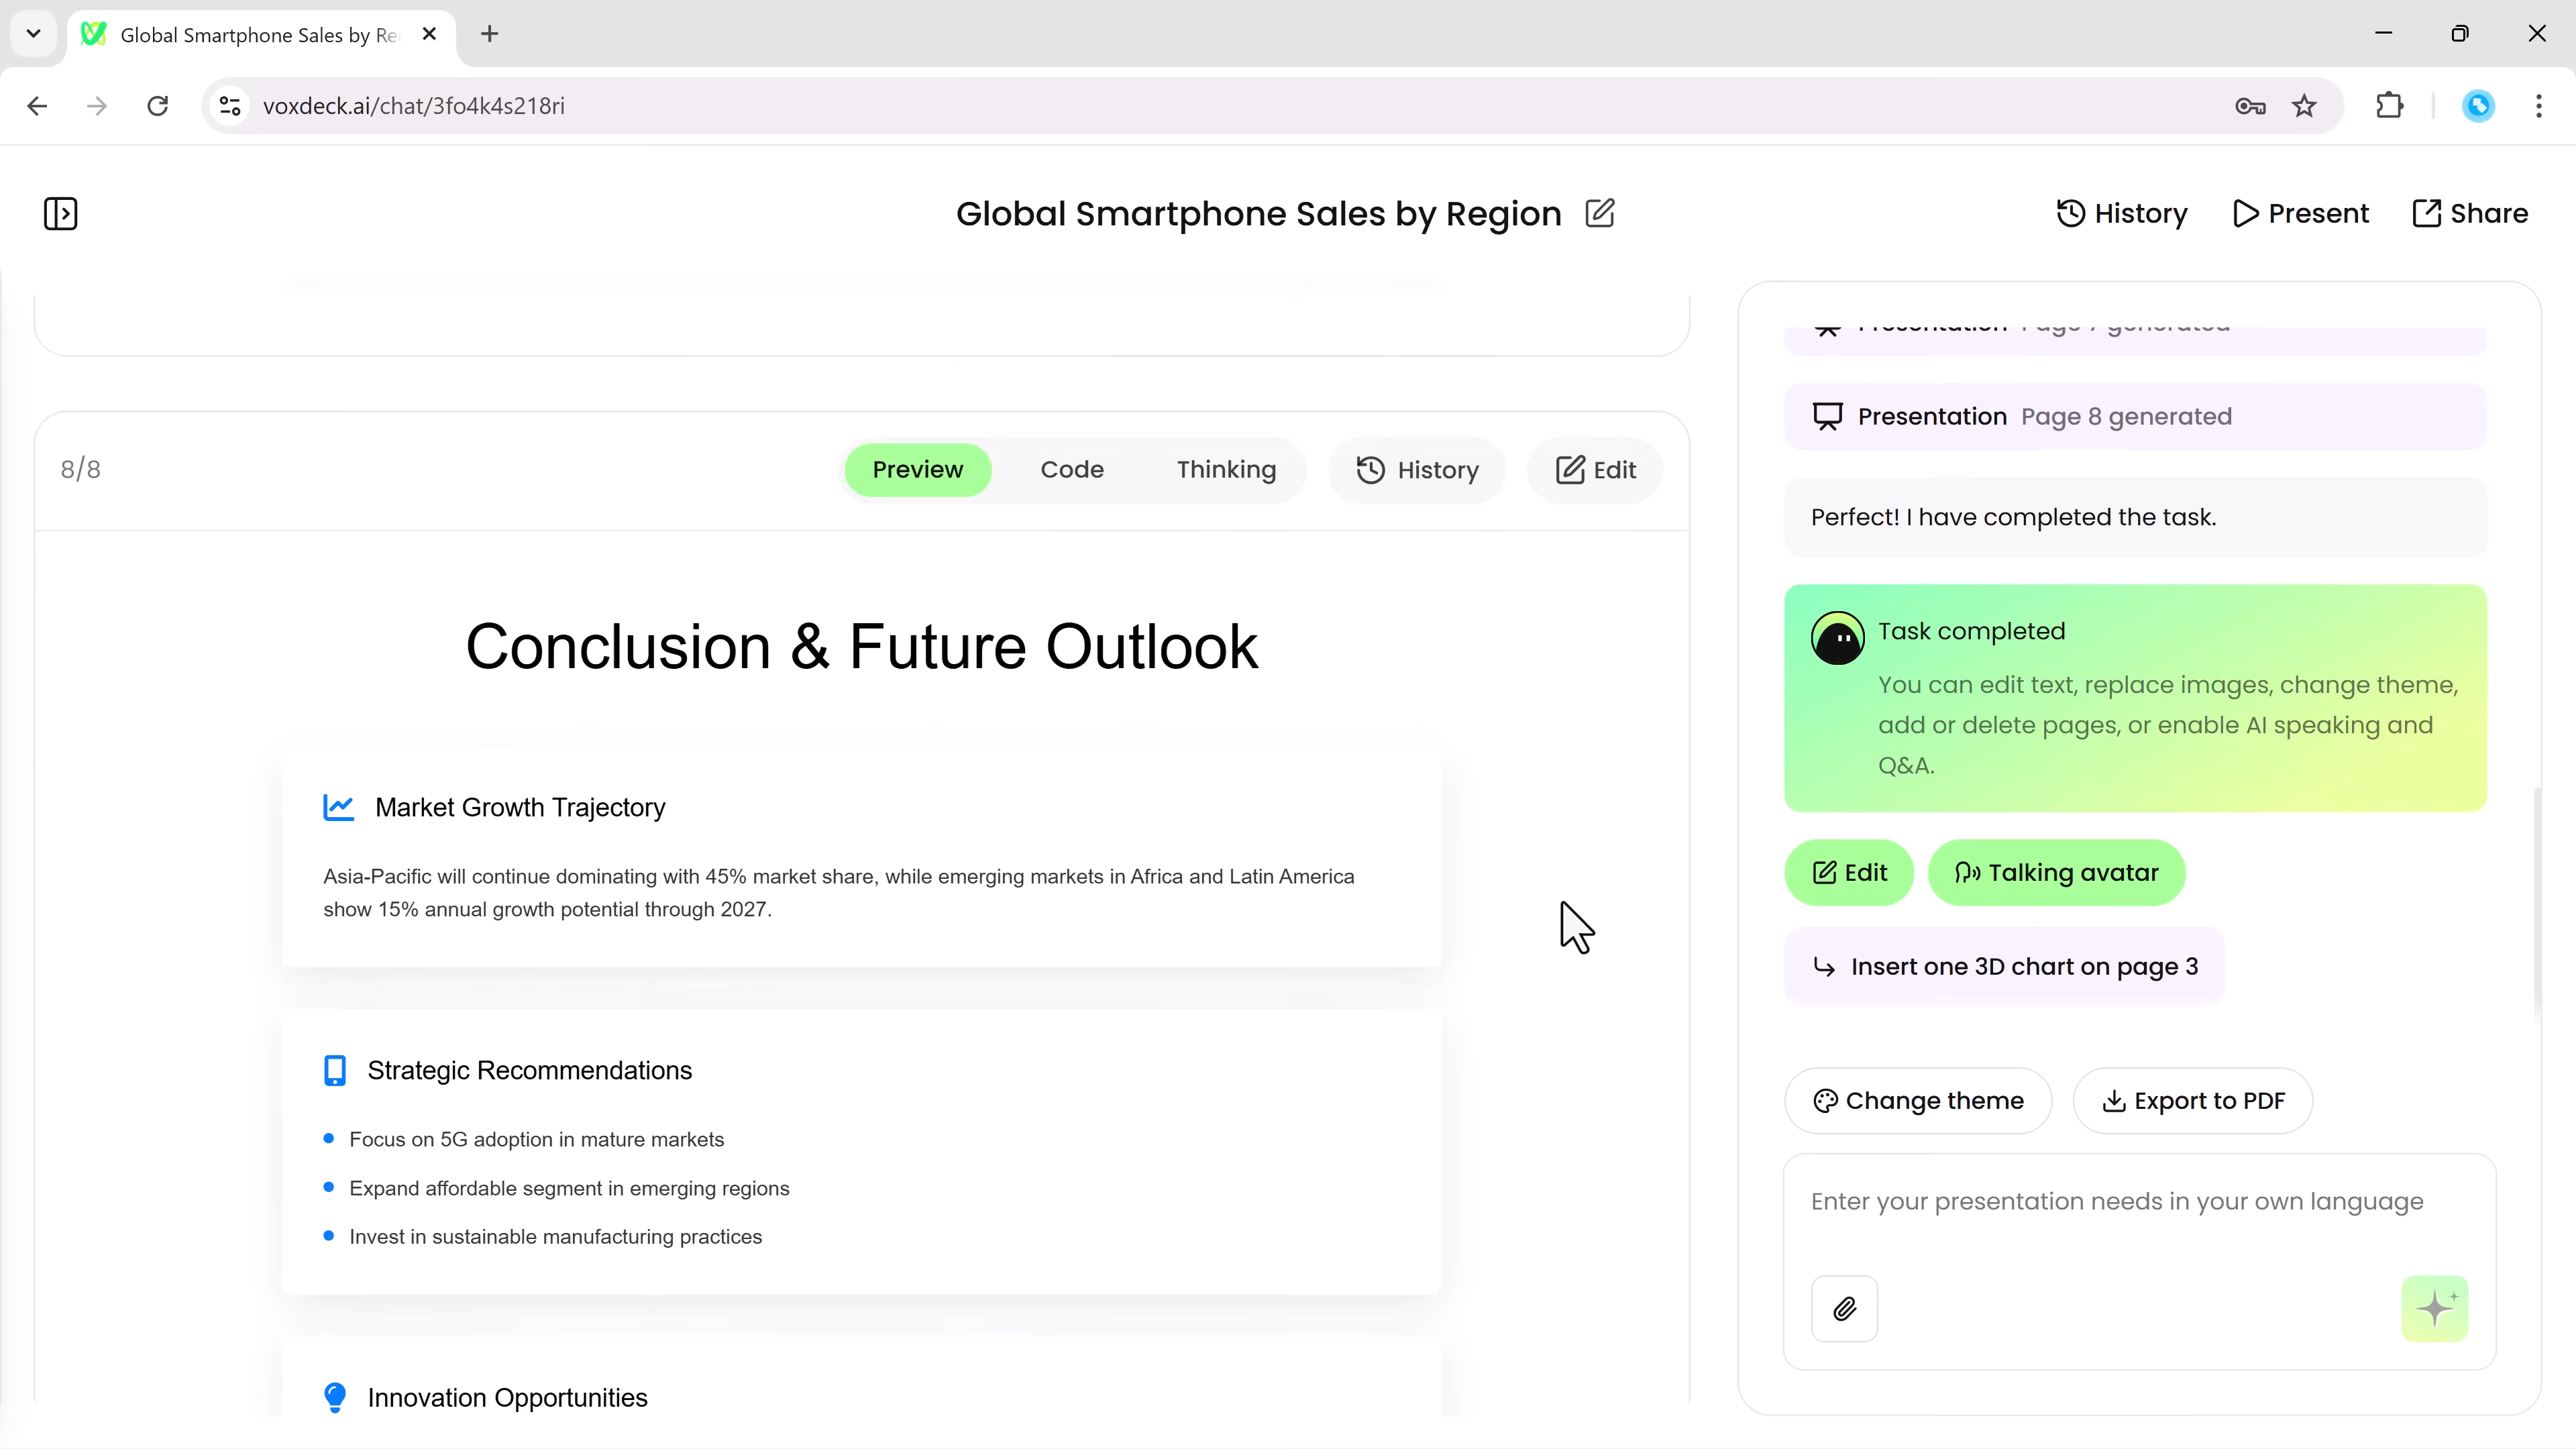 Global Smartphone Sales by Re
voxdeck.ai/chat/3fo4k4s218ri
Global Smartphone Sales by Region
History
Present
Share
8/8
Preview
Code
Thinking
History
Edit
Conclusion & Future Outlook
Market Growth Trajectory
Asia-Pacific will continue dominating with 45% market share, while emerging markets in Africa and Latin America
show 15% annual growth potential through 2027.
Strategic Recommendations
Focus on 5G adoption in mature markets
Expand affordable segment in emerging regions
Invest in sustainable manufacturing practices
Innovation Opportunities
Presentation Page 7 generated
Presentation Page 8 generated
Perfect! I have completed the task.
Task completed
You can edit text, replace images, change theme,
add or delete pages, or enable AI speaking and
Q&A.
Edit
Talking avatar
Insert one 3D chart on page 3
Change theme
Export to PDF
Enter your presentation needs in your own language